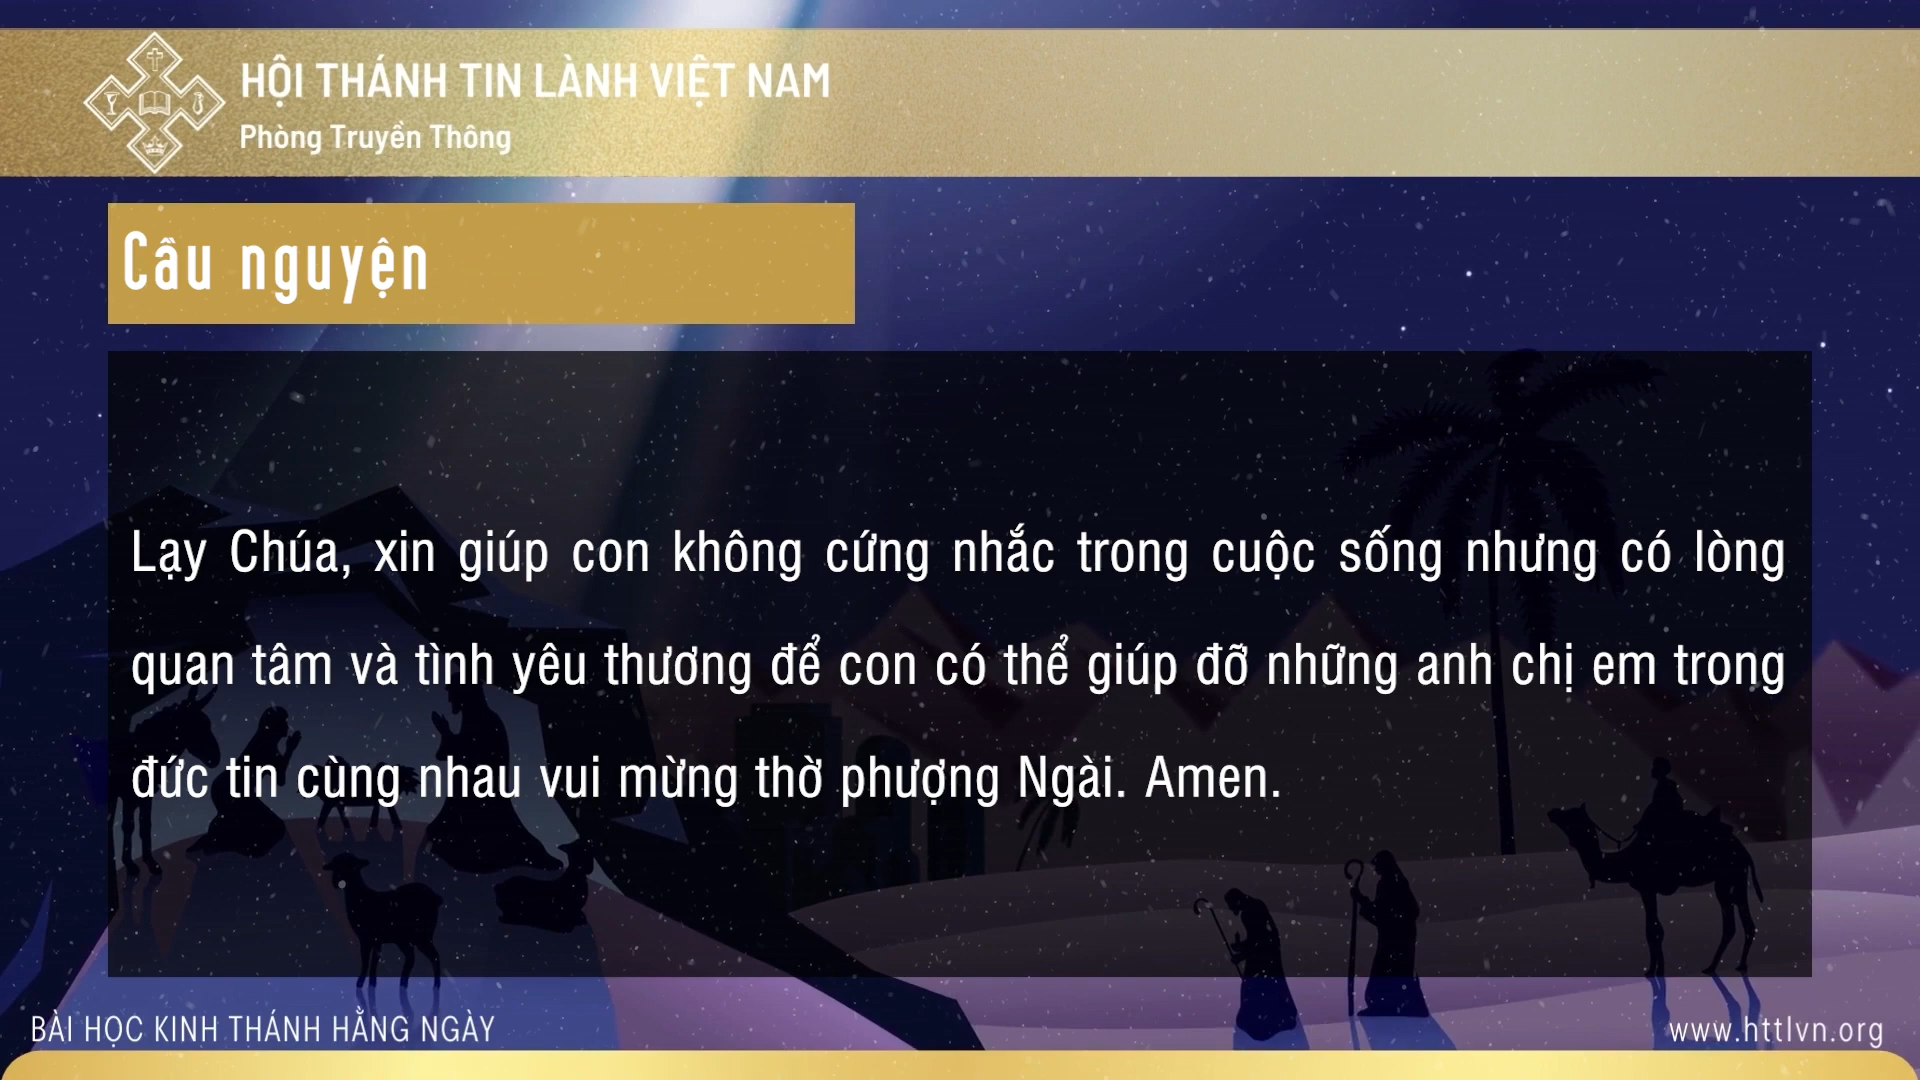 HỘI THÁNH TIN LÀNH VIỆT NAM
Phòng Truyền Thông
Cầu nguyện
Lạy Chúa, xin giúp con không cứng nhắc trong cuộc sống nhưng có lòng
quan tâm và tình yêu thương để con có thể giúp đỡ những anh chị em trong
đức tin cùng nhau vui mừng thờ phượng Ngài. Amen.
BÀI HỌC KINH THÁNH HẰNG NGÀY
www.httlvn.org